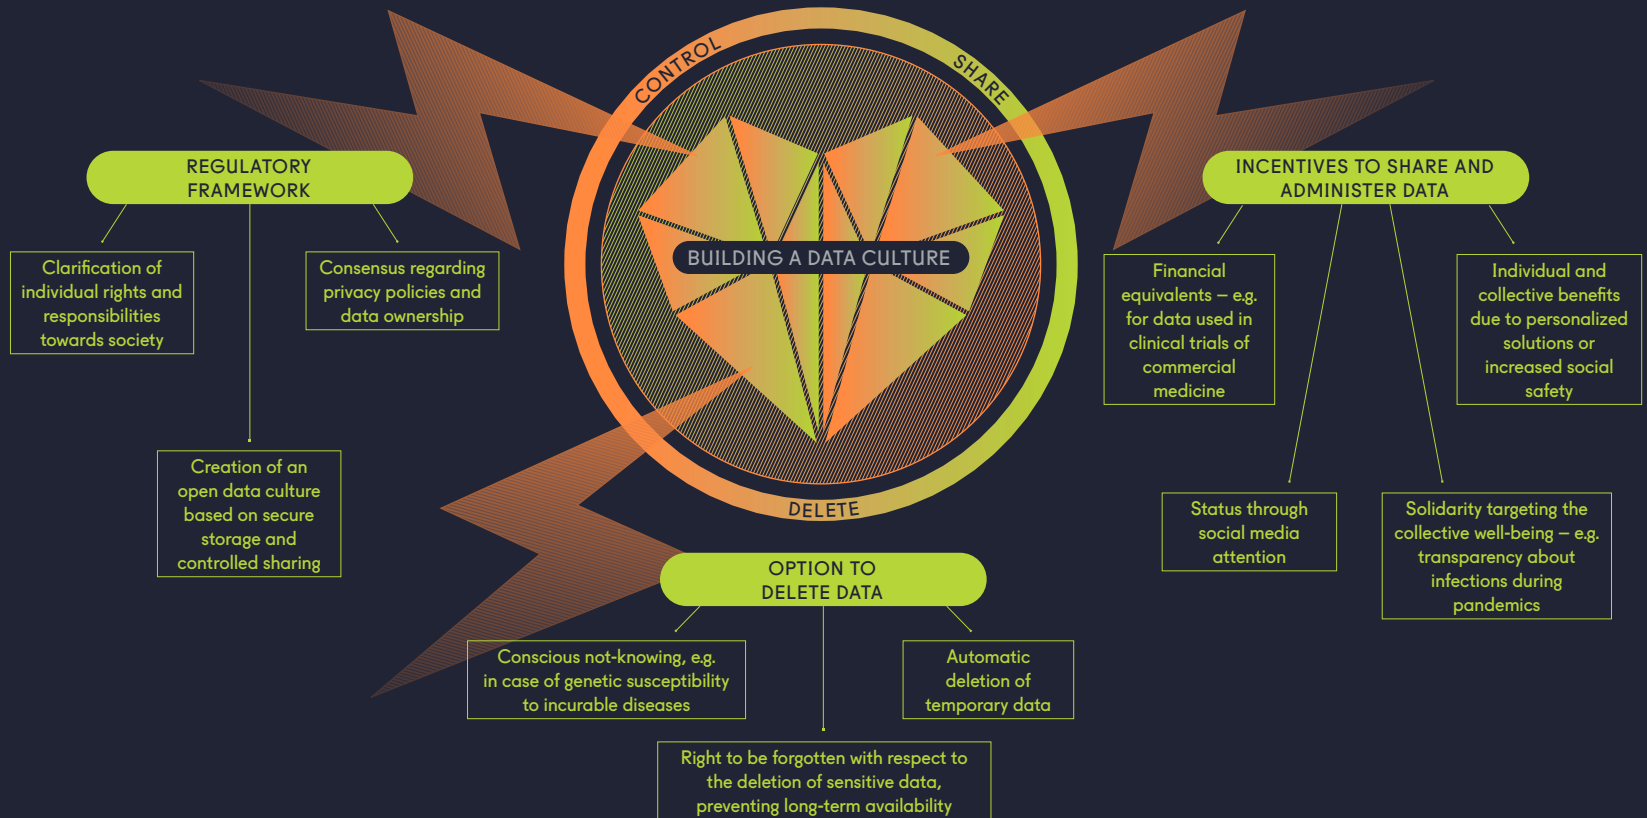 CONTROL
SHARE
DELETE
BUILDING A DATA CULTURE
REGULATORY
FRAMEWORK
Clarification of
individual rights and
responsibilities
towards society
Consensus regarding
privacy policies and
data ownership
Creation of an
open data culture
based on secure
storage and
controlled sharing
INCENTIVES TO SHARE AND
ADMINISTER DATA
Financial
equivalents – e.g.
for data used in
clinical trials of
commercial
medicine
Individual and
collective benefits
due to personalized
solutions or
increased social
safety
Status through
social media
attention
Solidarity targeting the
collective well-being – e.g.
transparency about
infections during
pandemics
OPTION TO
DELETE DATA
Conscious not-knowing, e.g.
in case of genetic susceptibility
to incurable diseases
Automatic
deletion of
temporary data
Right to be forgotten with respect to
the deletion of sensitive data,
preventing long-term availability